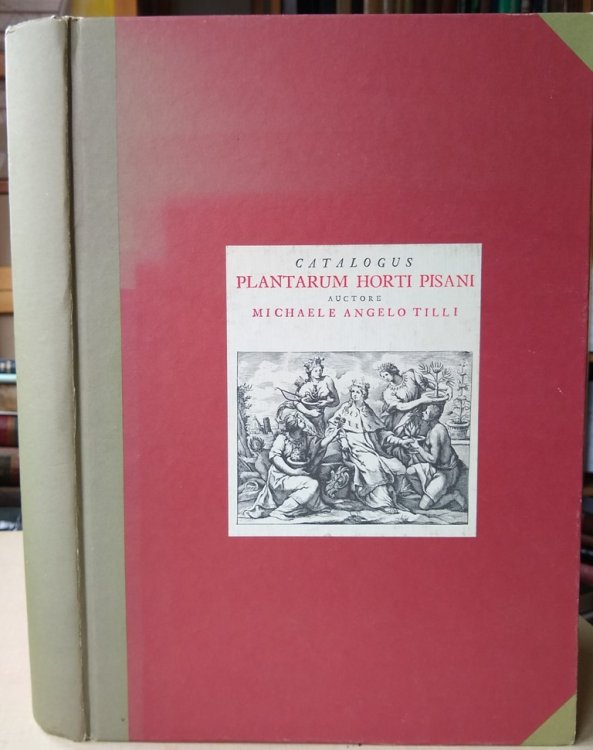 CATALOGUS
PLANTARUM HORTI PISANI
AUCTORE
MICHAELE ANGELO TILLI